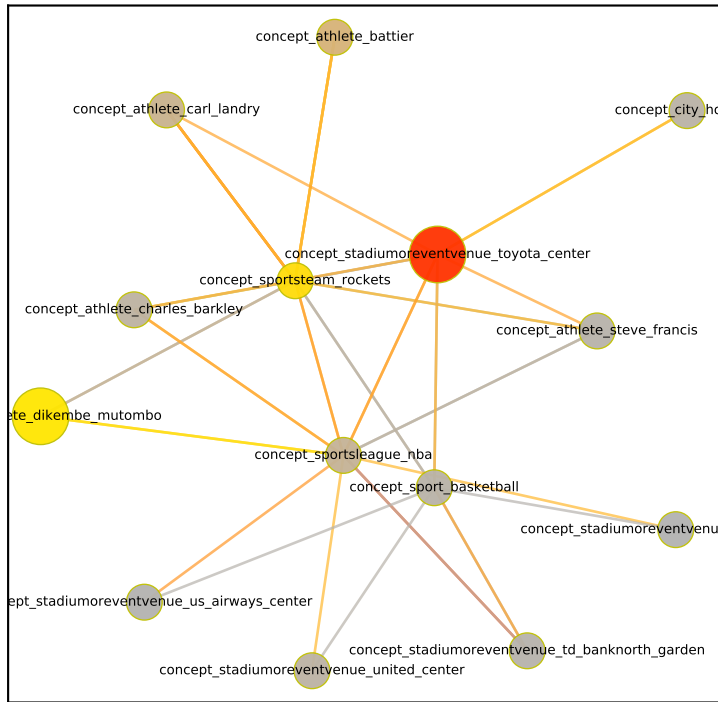 concept_athlete_battier
concept_athlete_carl_landry
concept_city_ho
concept_stadiumoreventvenue_toyota_center
concept_sportsteam_rockets
concept_athlete_charles_barkley
concept_athlete_steve_francis
ete_dikembe_mutombo
concept_sportsleague_nba
concept_sport_basketball
concept_stadiumoreventvenu
ept_stadiumoreventvenue_us_airways_center
concept_stadiumoreventvenue_td_banknorth_garden
concept_stadiumoreventvenue_united_center